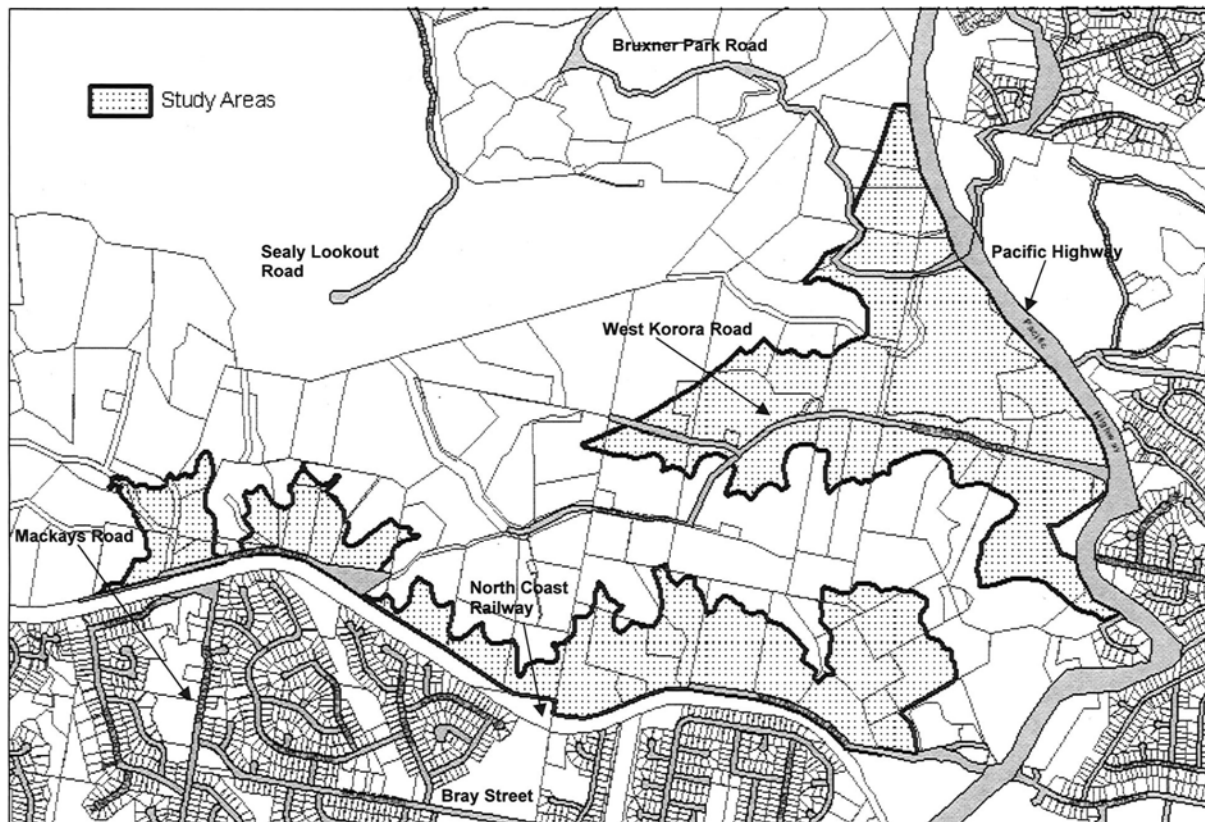 Bruxner Park Road
Study Areas
Sealy Lookout
Road
Pacific Highway
West Korora Road
Pacific
Highway
Mackays Road
North Coast
Railway
Bray Street